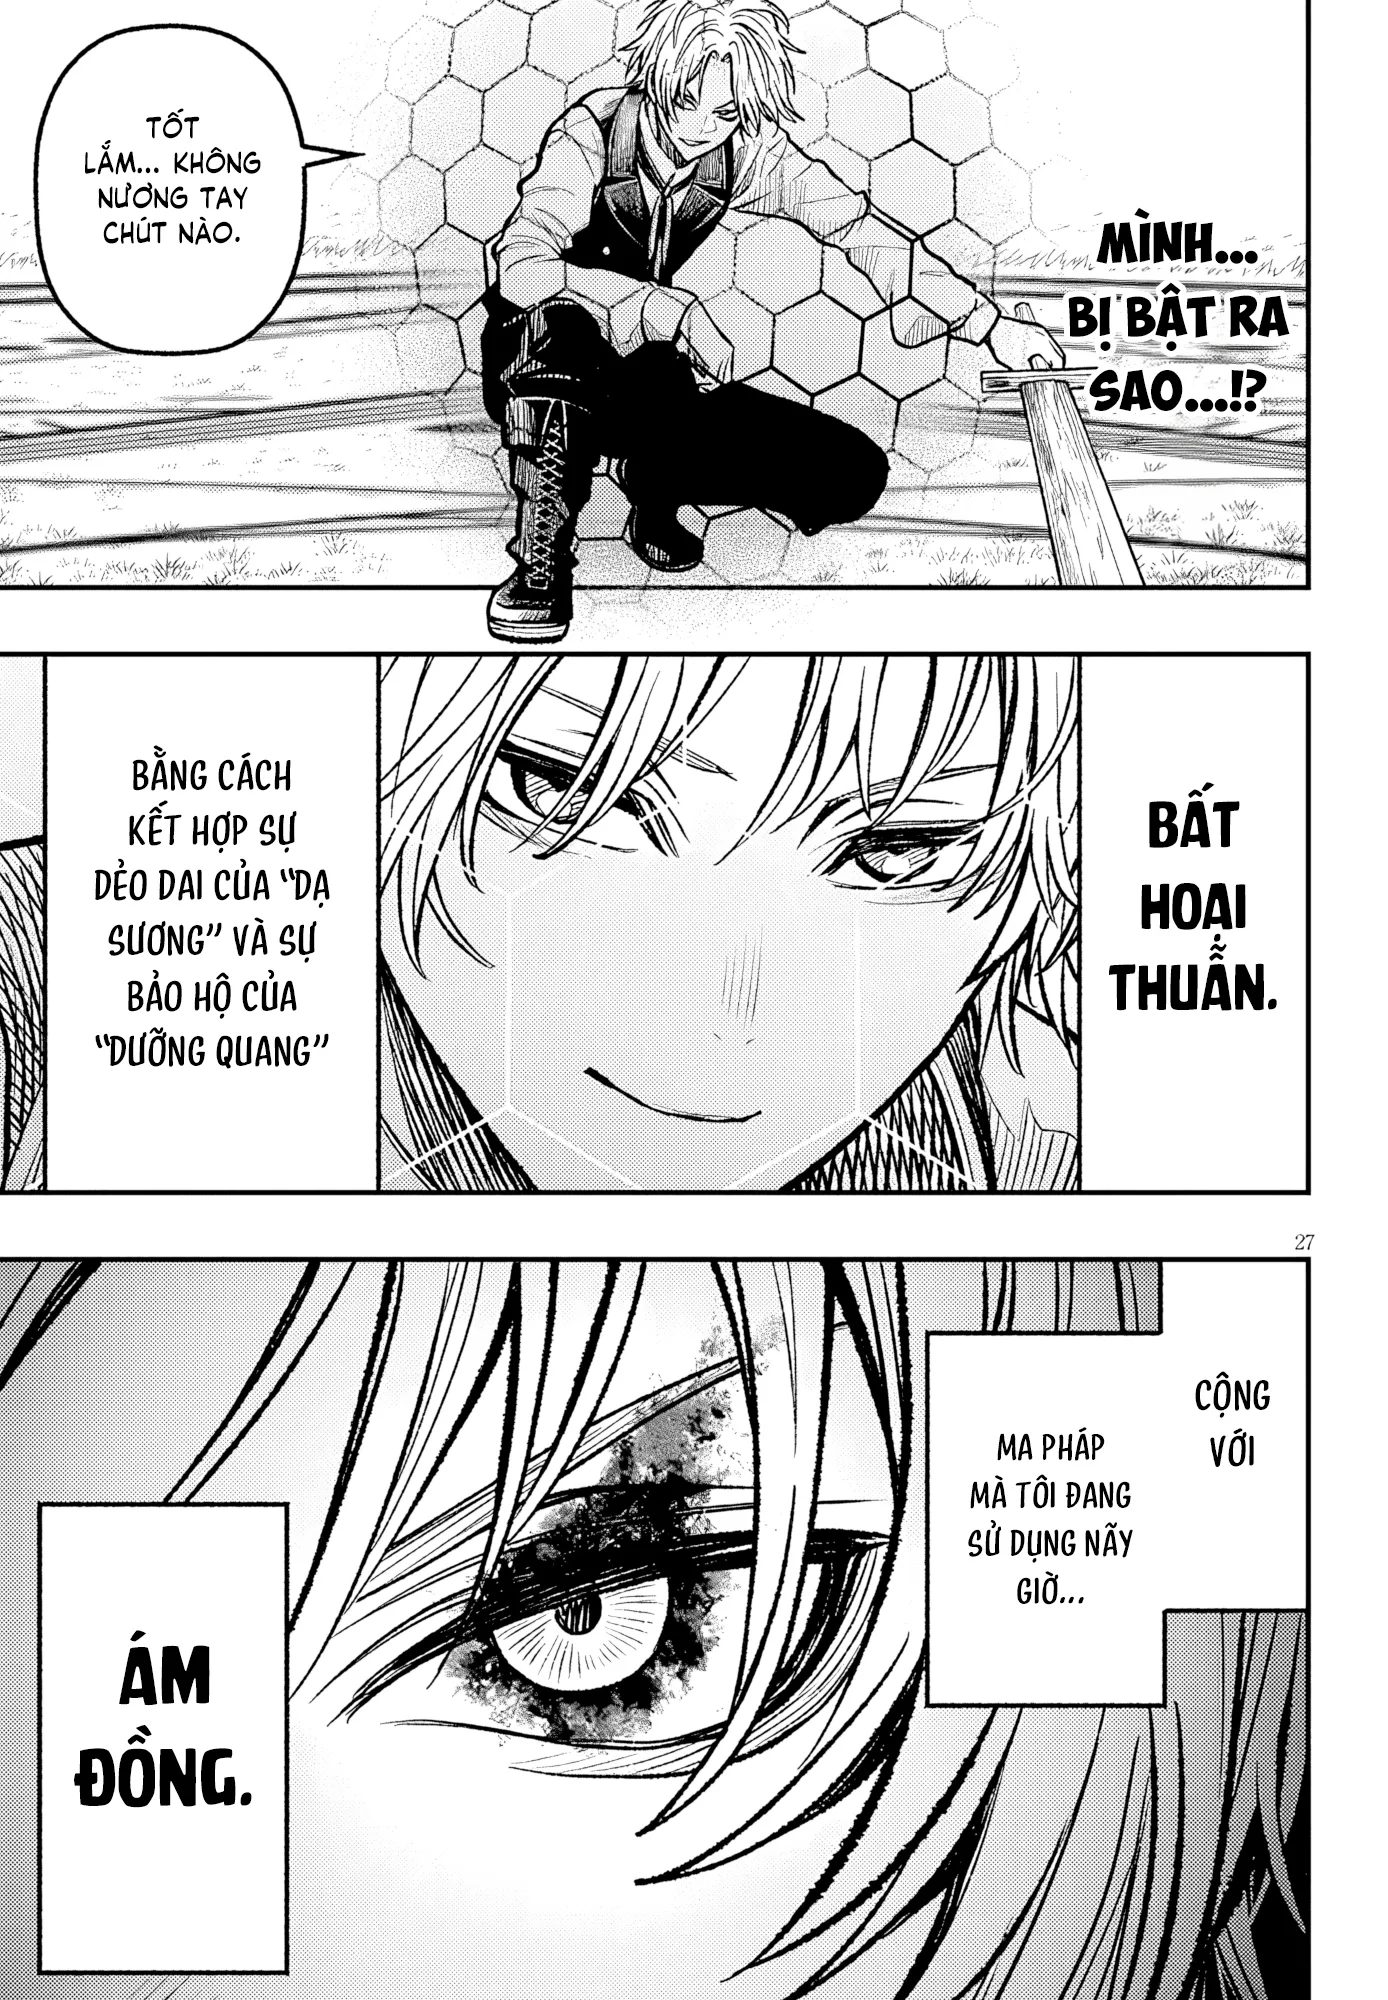 MÌNH...
BỊ BẬT RA
SAO...!?
TỐT
LẮM... KHÔNG
NƯƠNG TAY
CHÚT NÀO.
BẤT
HOẠI
THUẪN.
BẰNG CÁCH
KẾT HỢP SỰ
DẺO DAI CỦA “DẠ
SƯƠNG” VÀ SỰ
BẢO HỘ CỦA
“DƯỠNG QUANG”
27
CỘNG
VỚI
MA PHÁP
MÀ TÔI ĐANG
SỬ DỤNG NÃY
GIỜ...
ÁM
ĐỒNG.